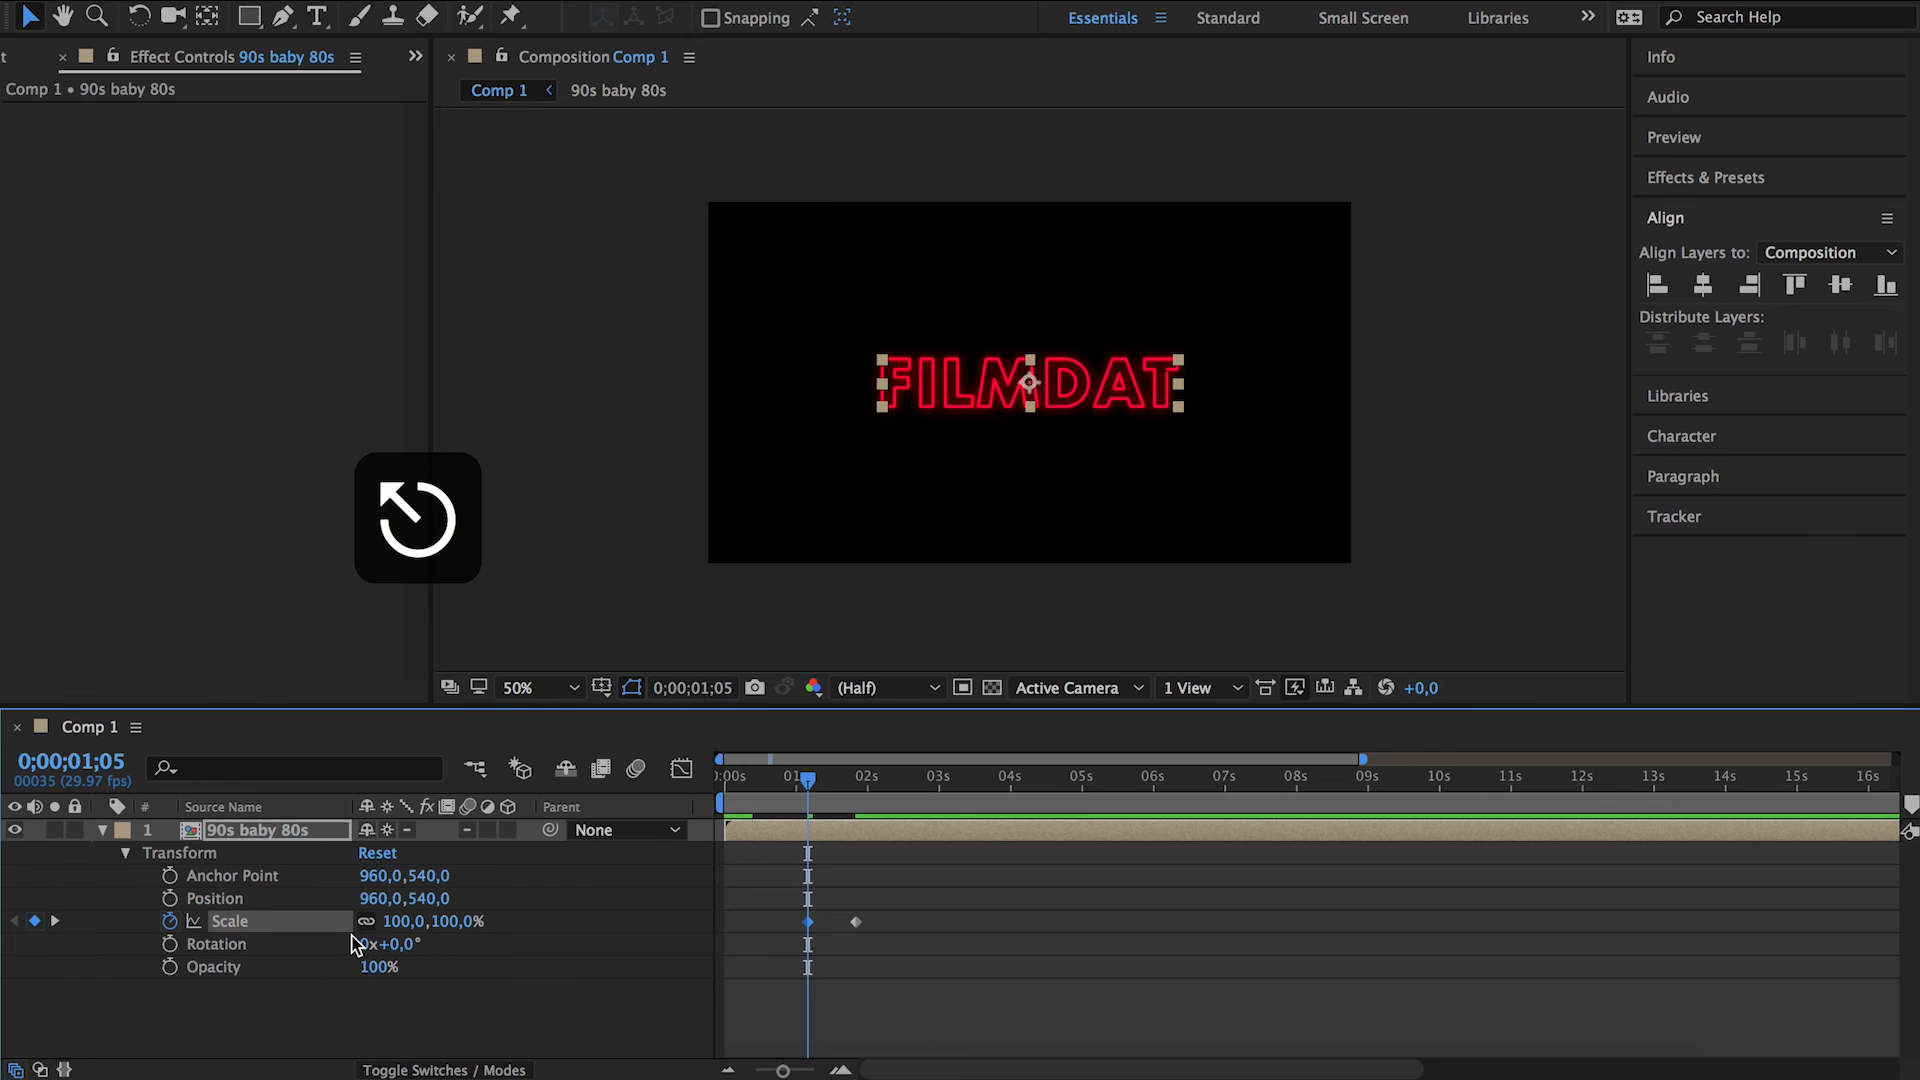 Snapping
Essentials
Standard
Small Screen
Libraries
Search Help
t
Effect Controls 90s baby 80s
Composition Comp 1
Info
Comp 1 • 90s baby 80s
Comp 1
90s baby 80s
Audio
Preview
Effects & Presets
Align
Align Layers to: Composition
Distribute Layers:
FILMDAT
Libraries
Character
Paragraph
Tracker
50%
0;00;01;05
(Half)
Active Camera
1 View
+0,0
Comp 1
0;00;01;05
00035 (29.97 fps)
):00s 01 02s 03s 04s 05s 06s 07s 08s 09s 10s 11s 12s 13s 14s 15s 16s
# Source Name fx Parent
1 90s baby 80s None
Transform Reset
Anchor Point 960,0,540,0
Position 960,0,540,0
Scale 100,0,100,0%
Rotation 0x+0,0°
Opacity 100%
Toggle Switches / Modes